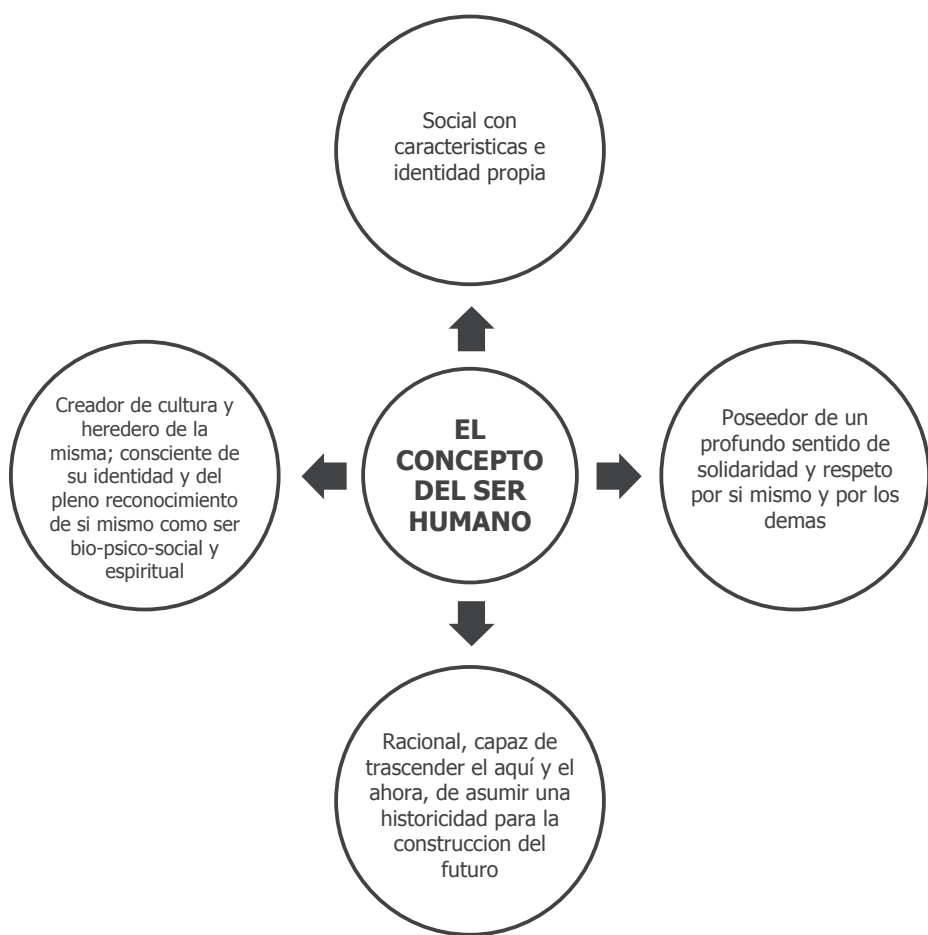 Social con
caracteristicas e
identidad propia
Creador de cultura y
heredero de la
misma; consciente de
su identidad y del
pleno reconocimiento
de si mismo como ser
bio-psico-social y
espiritual
EL
CONCEPTO
DEL SER
HUMANO
Poseedor de un
profundo sentido de
solidaridad y respeto
por si mismo y por los
demas
Racional, capaz de
trascender el aquí y el
ahora, de asumir una
historicidad para la
construccion del
futuro